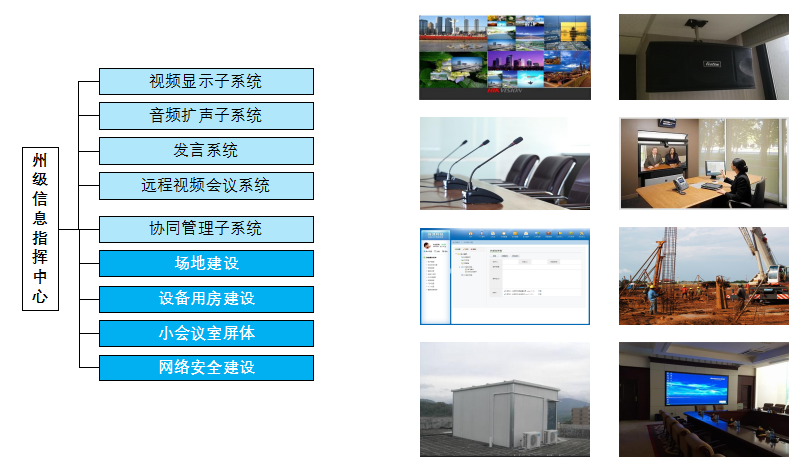 州级信息指挥中心
视频显示子系统
音频扩声子系统
发言系统
远程视频会议系统
协同管理子系统
场地建设
设备用房建设
小会议室屏体
网络安全建设
HIKVISION